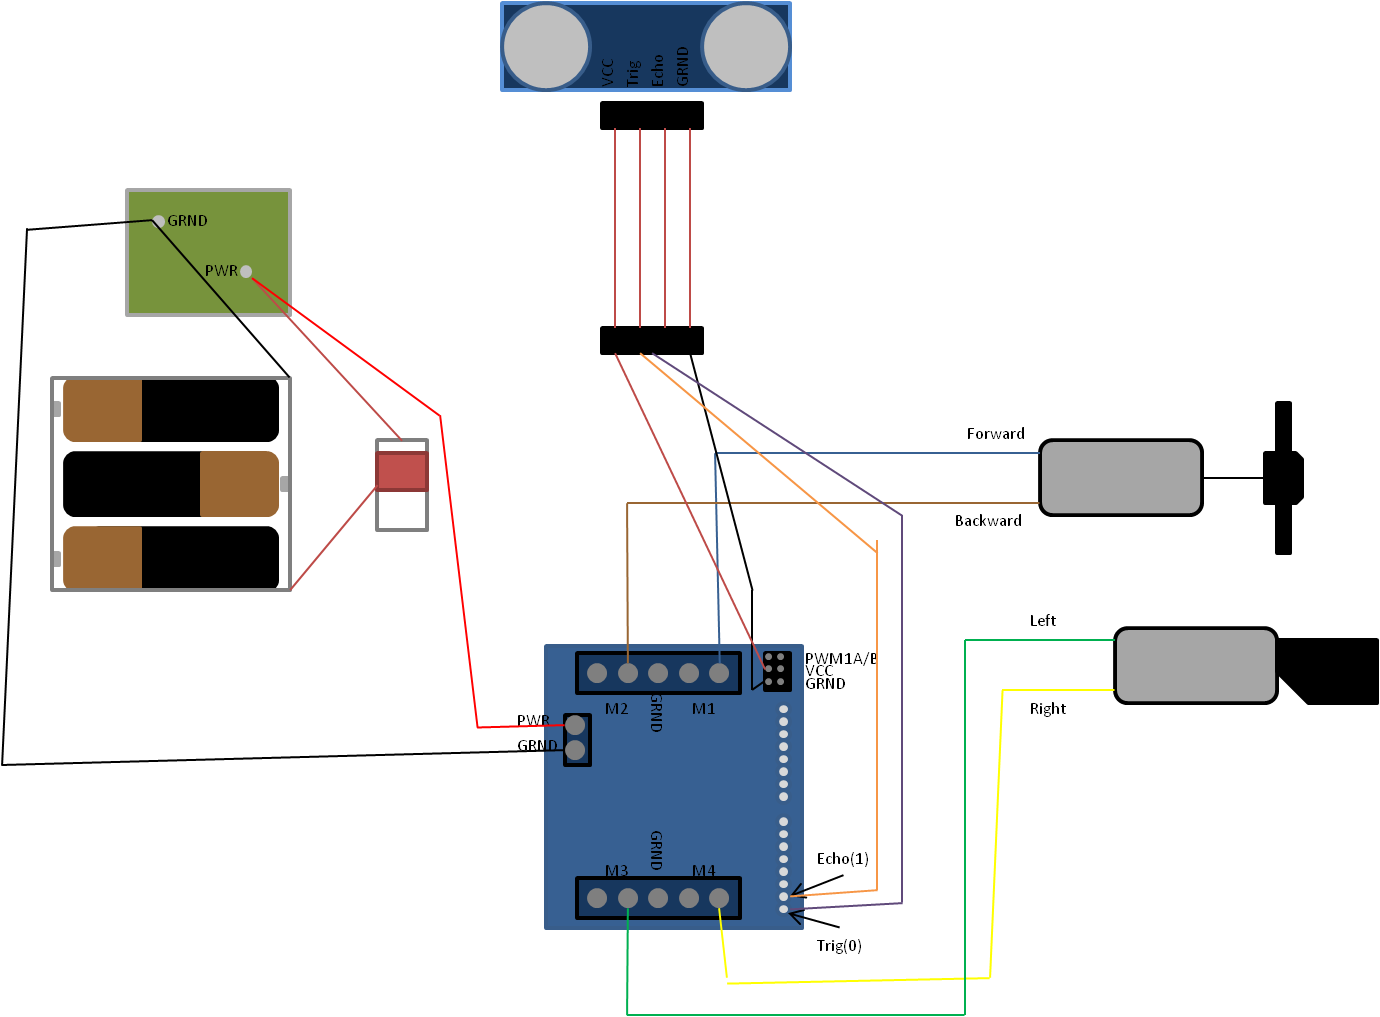 VCC
Trig
Echo
GRND
GRND
PWR
Forward
Backward
Left
Right
PWM1A/B
VCC
GRND
M2
GRND
M1
PWR
GRND
M3
GRND
M4
Echo(1)
Trig(0)